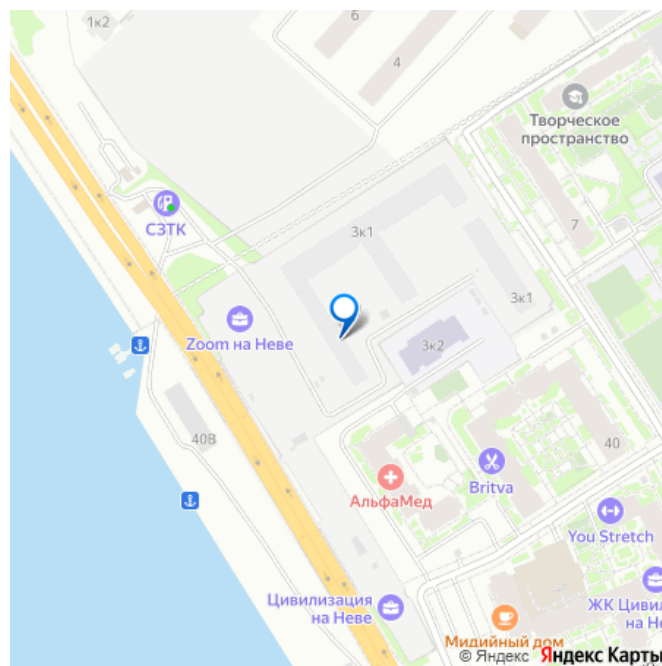 1к2
6
4
Творческое
пространство
СЗТК
3к1
7
3к1
Zoom на Неве
3к2
40В
40
АльфаМед
Britva
You Stretch
Цивилизация
на Неве
ЖК Цивил
на Не
Мидийный дом
© Яндекс Яндекс Карты